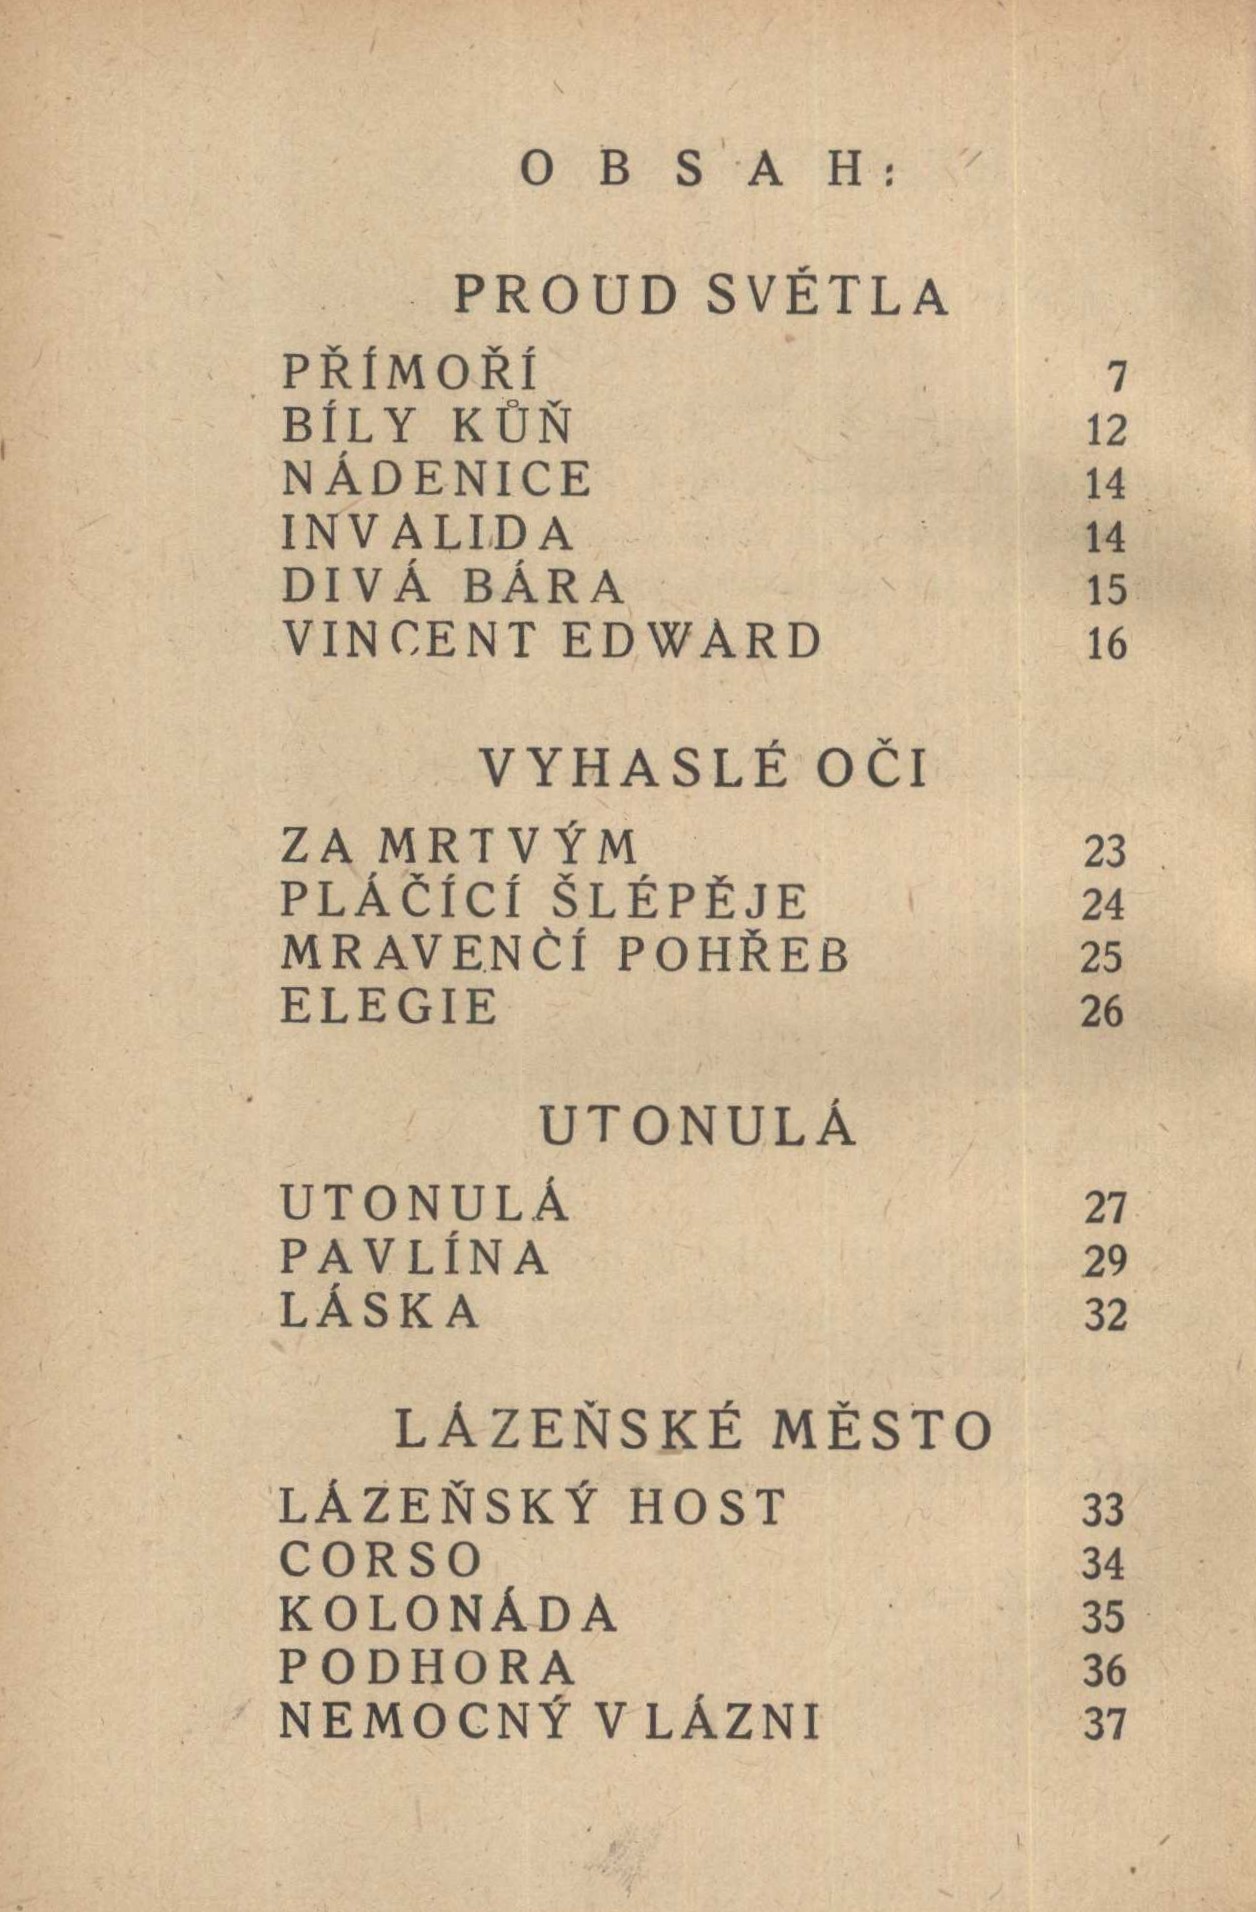 OBSAH:
PROUD SVĚTLA
PŘÍMOŘÍ 7
BÍLY KŮŇ 12
NÁDENICE 14
INVALIDA 14
DIVÁ BÁRA 15
VINCENT EDWARD 16
VYHASLÉ OČI
ZA MRTVÝM 23
PLÁČÍCÍ ŠLÉPĚJE 24
MRAVENČÍ POHŘEB 25
ELEGIE 26
UTONULÁ
UTONULÁ 27
PAVLÍNA 29
LÁSKA 32
LÁZEŇSKÉ MĚSTO
LÁZEŇSKÝ HOST 33
CORSO 34
KOLONÁDA 35
PODHORA 36
NEMOCNÝ V LÁZNI 37